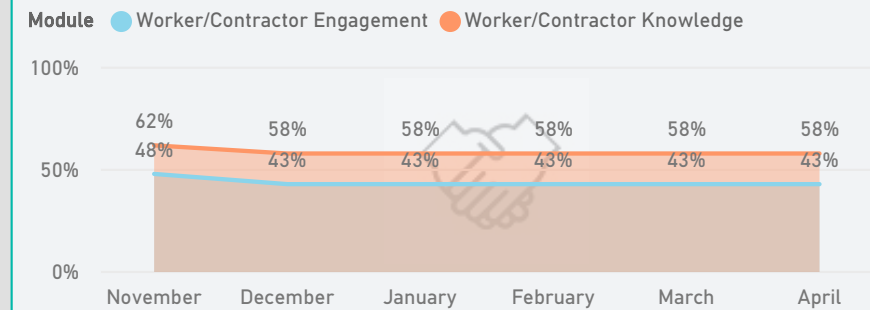 Module Worker/Contractor Engagement Worker/Contractor Knowledge
100%
62% 58% 58% 58% 58% 58%
48% 43% 43% 43% 43% 43%
50%
0%
November December January February March April